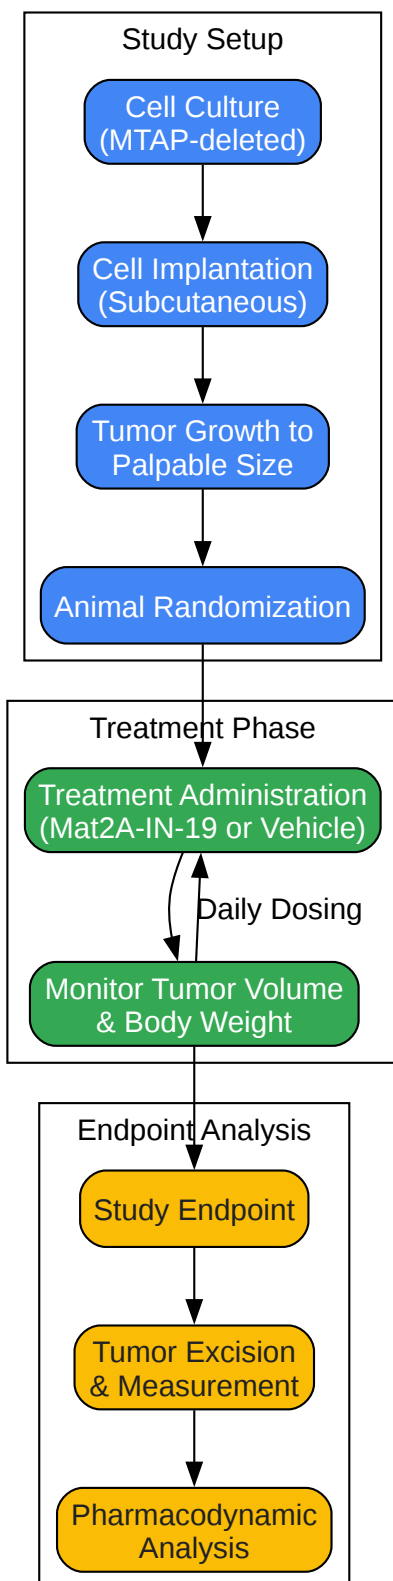 Study Setup
Cell Culture
(MTAP-deleted)
Cell Implantation
(Subcutaneous)
Tumor Growth to
Palpable Size
Animal Randomization
Treatment Phase
Treatment Administration
(Mat2A-IN-19 or Vehicle)
Daily Dosing
Monitor Tumor Volume
& Body Weight
Endpoint Analysis
Study Endpoint
Tumor Excision
& Measurement
Pharmacodynamic
Analysis